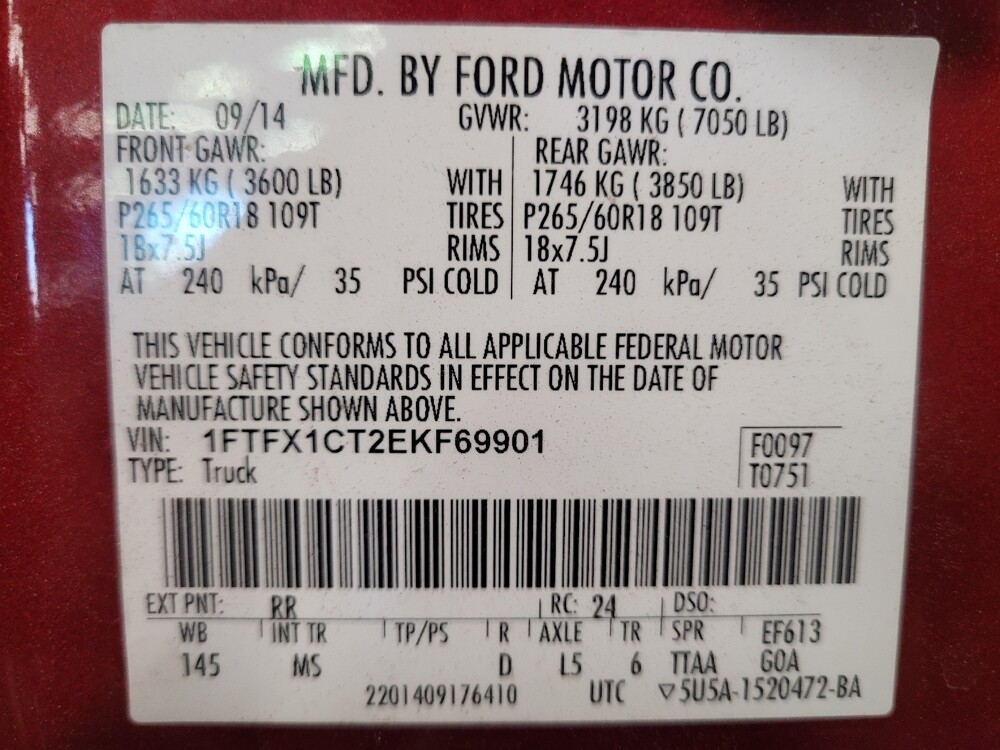 MFD. BY FORD MOTOR CO.
DATE: 09/14 GVWR: 3198 KG ( 7050 LB)
FRONT GAWR: REAR GAWR:
1633 KG ( 3600 LB) WITH 1746 KG ( 3850 LB) WITH
P265/60R18 109T TIRES P265/60R18 109T TIRES
18x7.5J RIMS 18x7.5J RIMS
AT 240 kPa/ 35 PSI COLD AT 240 kPa/ 35 PSI COLD
THIS VEHICLE CONFORMS TO ALL APPLICABLE FEDERAL MOTOR
VEHICLE SAFETY STANDARDS IN EFFECT ON THE DATE OF
MANUFACTURE SHOWN ABOVE.
VIN: 1FTFX1CT2EKF69901 F0097
TYPE: Truck T0751
EXT PNT: RR RC: 24 DSO:
WB INT TR TP/PS R AXLE TR SPR EF613
145 MS D L5 6 TTAA GOA
2201409176410 UTC ▽5U5A-1520472-BA